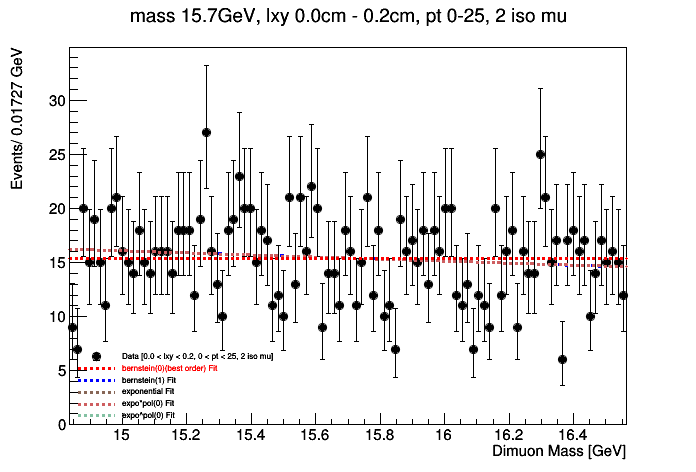 mass 15.7GeV, lxy 0.0cm - 0.2cm, pt 0-25, 2 iso mu
Events/ 0.01727 GeV
30
25
20
15
10
5
0
Data [0.0 < lxy < 0.2, 0 < pt < 25, 2 iso mu]
bernstein(0)(best order) Fit
bernstein(1) Fit
exponential Fit
expo*pol(0) Fit
expo^pol(0) Fit
15 15.2 15.4 15.6 15.8 16 16.2 16.4
Dimuon Mass [GeV]